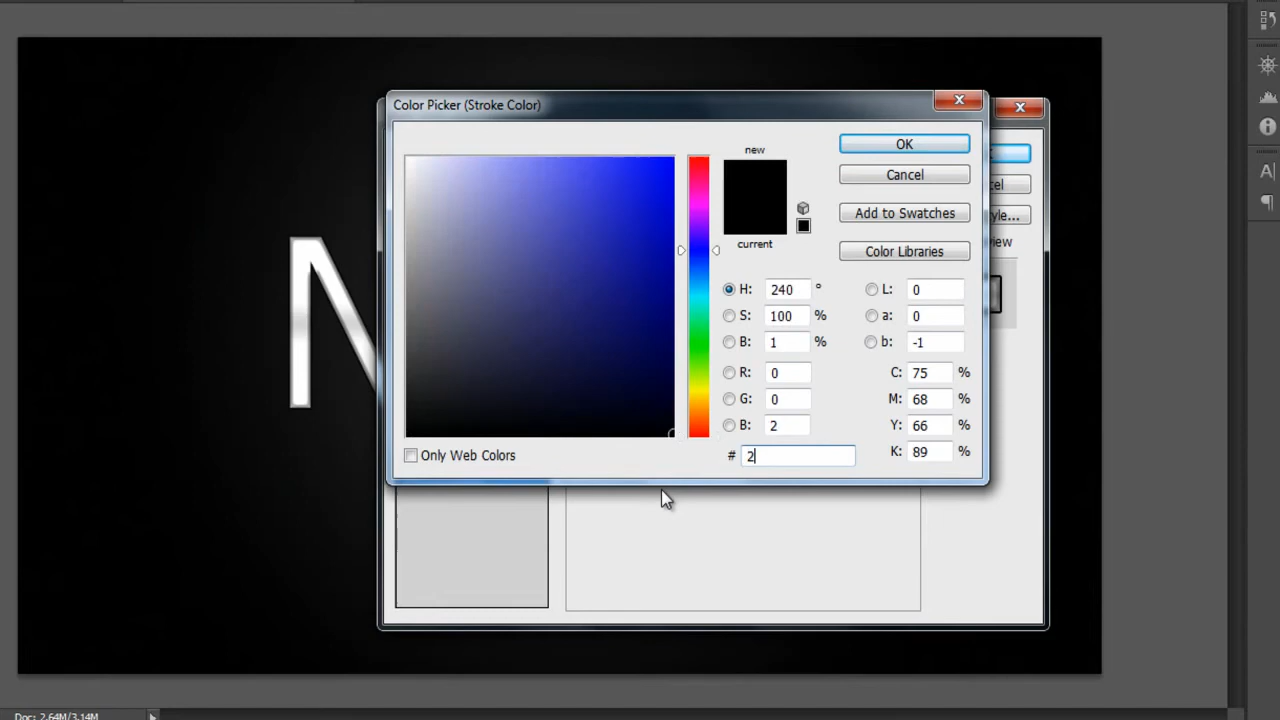 Color Picker (Stroke Color)
new
current
OK
Cancel
Add to Swatches
Color Libraries
H: 240 °
S: 100 %
B: 1 %
R: 0
G: 0
B: 2
# 2
L: 0
a: 0
b: -1
C: 75 %
M: 68 %
Y: 66 %
K: 89 %
Only Web Colors
N
A
Doc: 2.64M/3.14M